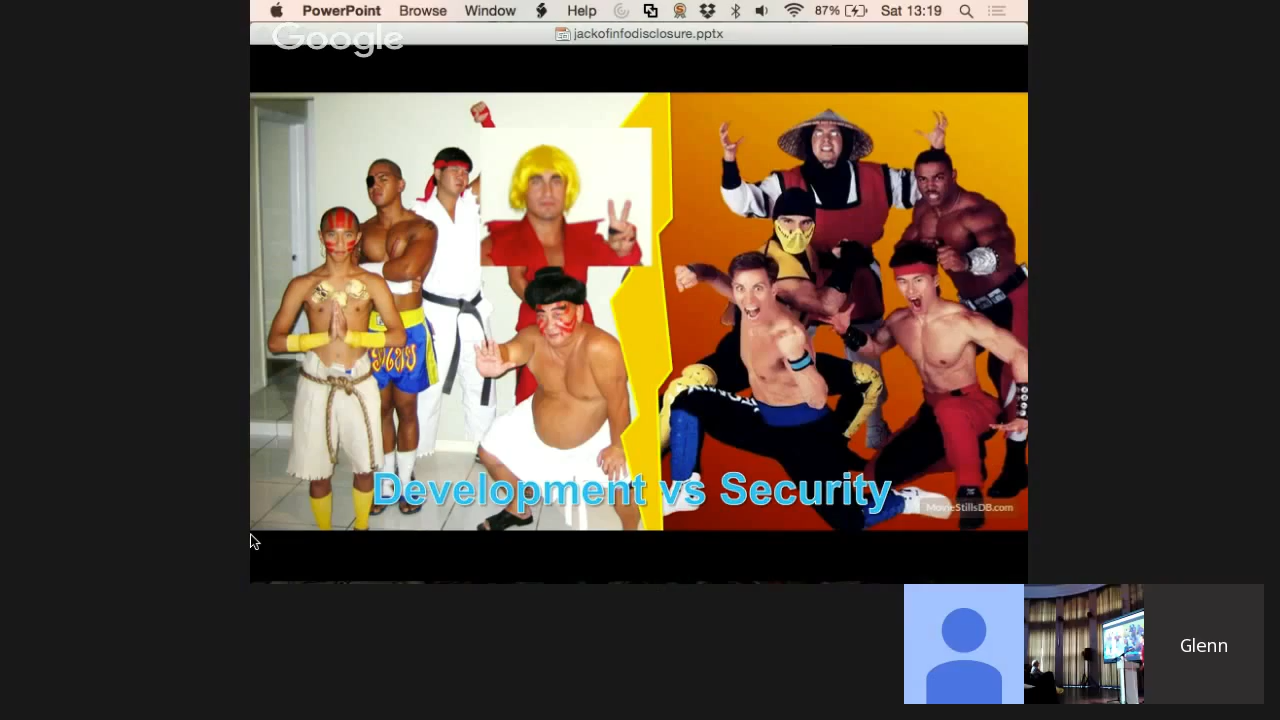 PowerPoint Browse Window Help 87% Sat 13:19
Google
jackofinfodisclosure.pptx
Development vs Security
MovieStillsDB.com
Glenn